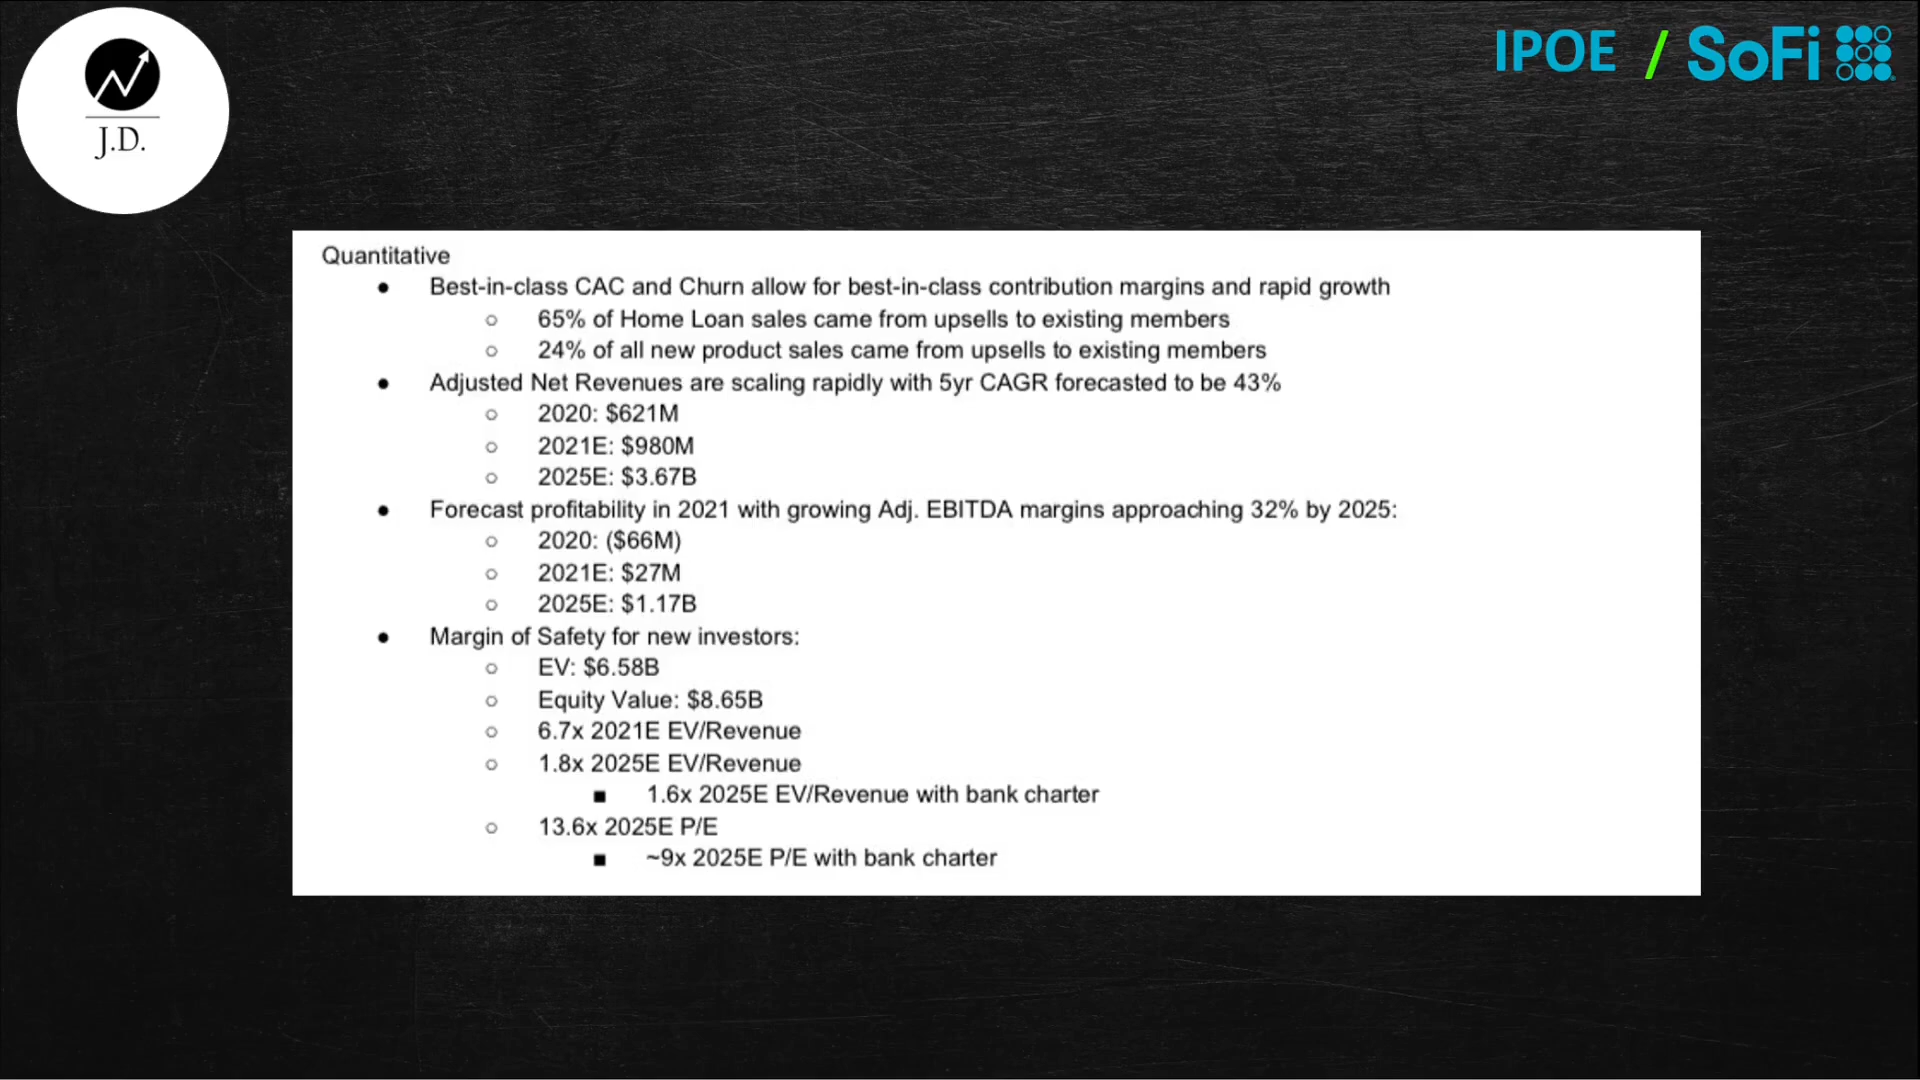 J.D.
IPOE / SoFi
Quantitative
● Best-in-class CAC and Churn allow for best-in-class contribution margins and rapid growth
○ 65% of Home Loan sales came from upsells to existing members
○ 24% of all new product sales came from upsells to existing members
● Adjusted Net Revenues are scaling rapidly with 5yr CAGR forecasted to be 43%
○ 2020: $621M
○ 2021E: $980M
○ 2025E: $3.67B
● Forecast profitability in 2021 with growing Adj. EBITDA margins approaching 32% by 2025:
○ 2020: ($66M)
○ 2021E: $27M
○ 2025E: $1.17B
● Margin of Safety for new investors:
○ EV: $6.58B
○ Equity Value: $8.65B
○ 6.7x 2021E EV/Revenue
○ 1.8x 2025E EV/Revenue
■ 1.6x 2025E EV/Revenue with bank charter
○ 13.6x 2025E P/E
■ ~9x 2025E P/E with bank charter